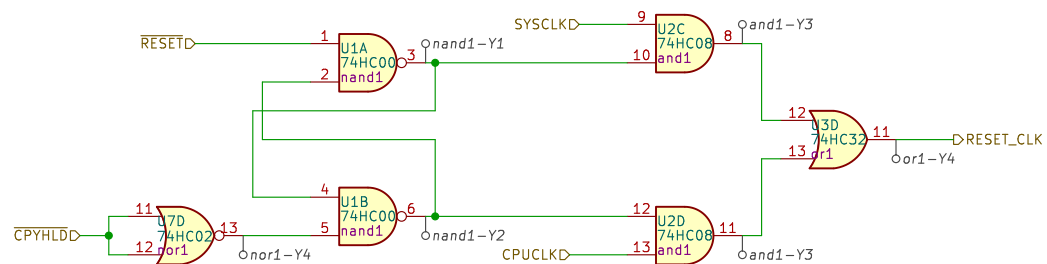 RESET
1
2
U1A
74HC00
nand1
3
nand1-Y1
SYSCLK
9
10
U2C
74HC08
and1
8
and1-Y3
12
13
U3D
74HC32
or1
11
or1-Y4
RESET_CLK
CPYHLD
11
12
U7D
74HC02
nor1
13
nor1-Y4
4
5
U1B
74HC00
nand1
6
nand1-Y2
CPUCLK
12
13
U2D
74HC08
and1
11
and1-Y3